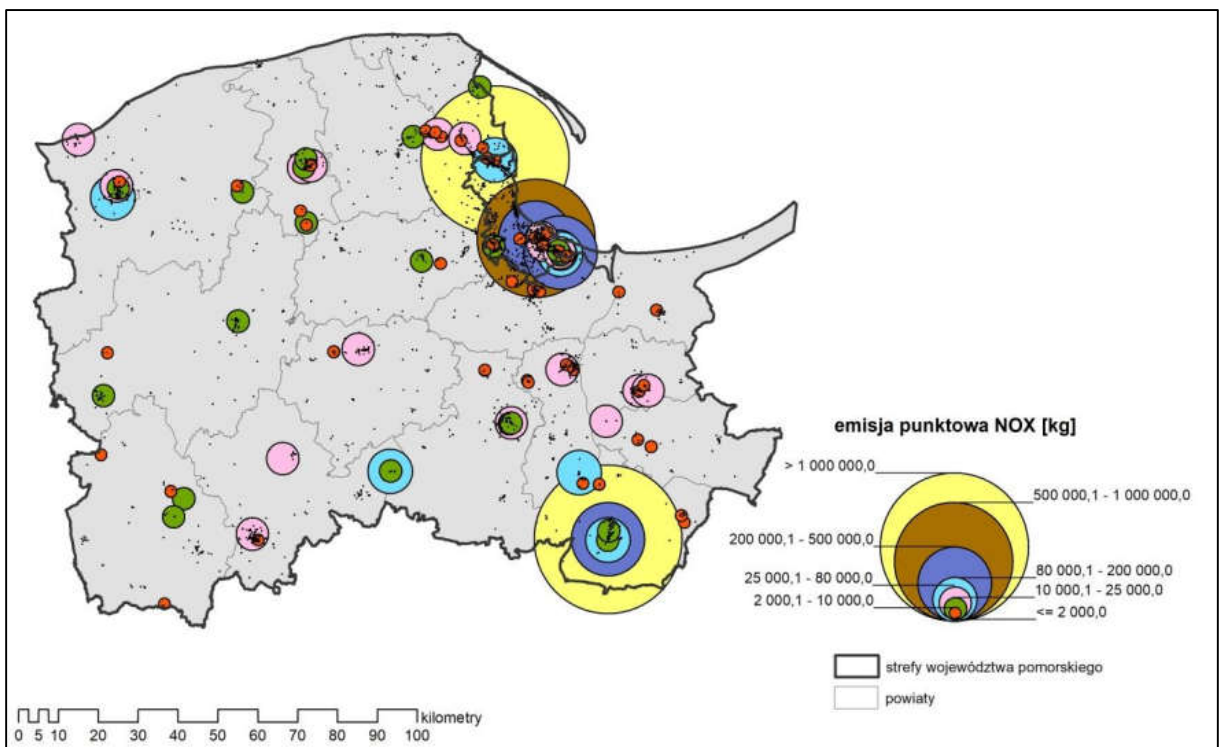 emisja punktowa NOX [kg]
> 1 000 000,0
500 000,1 - 1 000 000,0
200 000,1 - 500 000,0
80 000,1 - 200 000,0
25 000,1 - 80 000,0
10 000,1 - 25 000,0
2 000,1 - 10 000,0
<= 2 000,0
strefy województwa pomorskiego
powiaty
kilometry
0 5 10 20 30 40 50 60 70 80 90 100